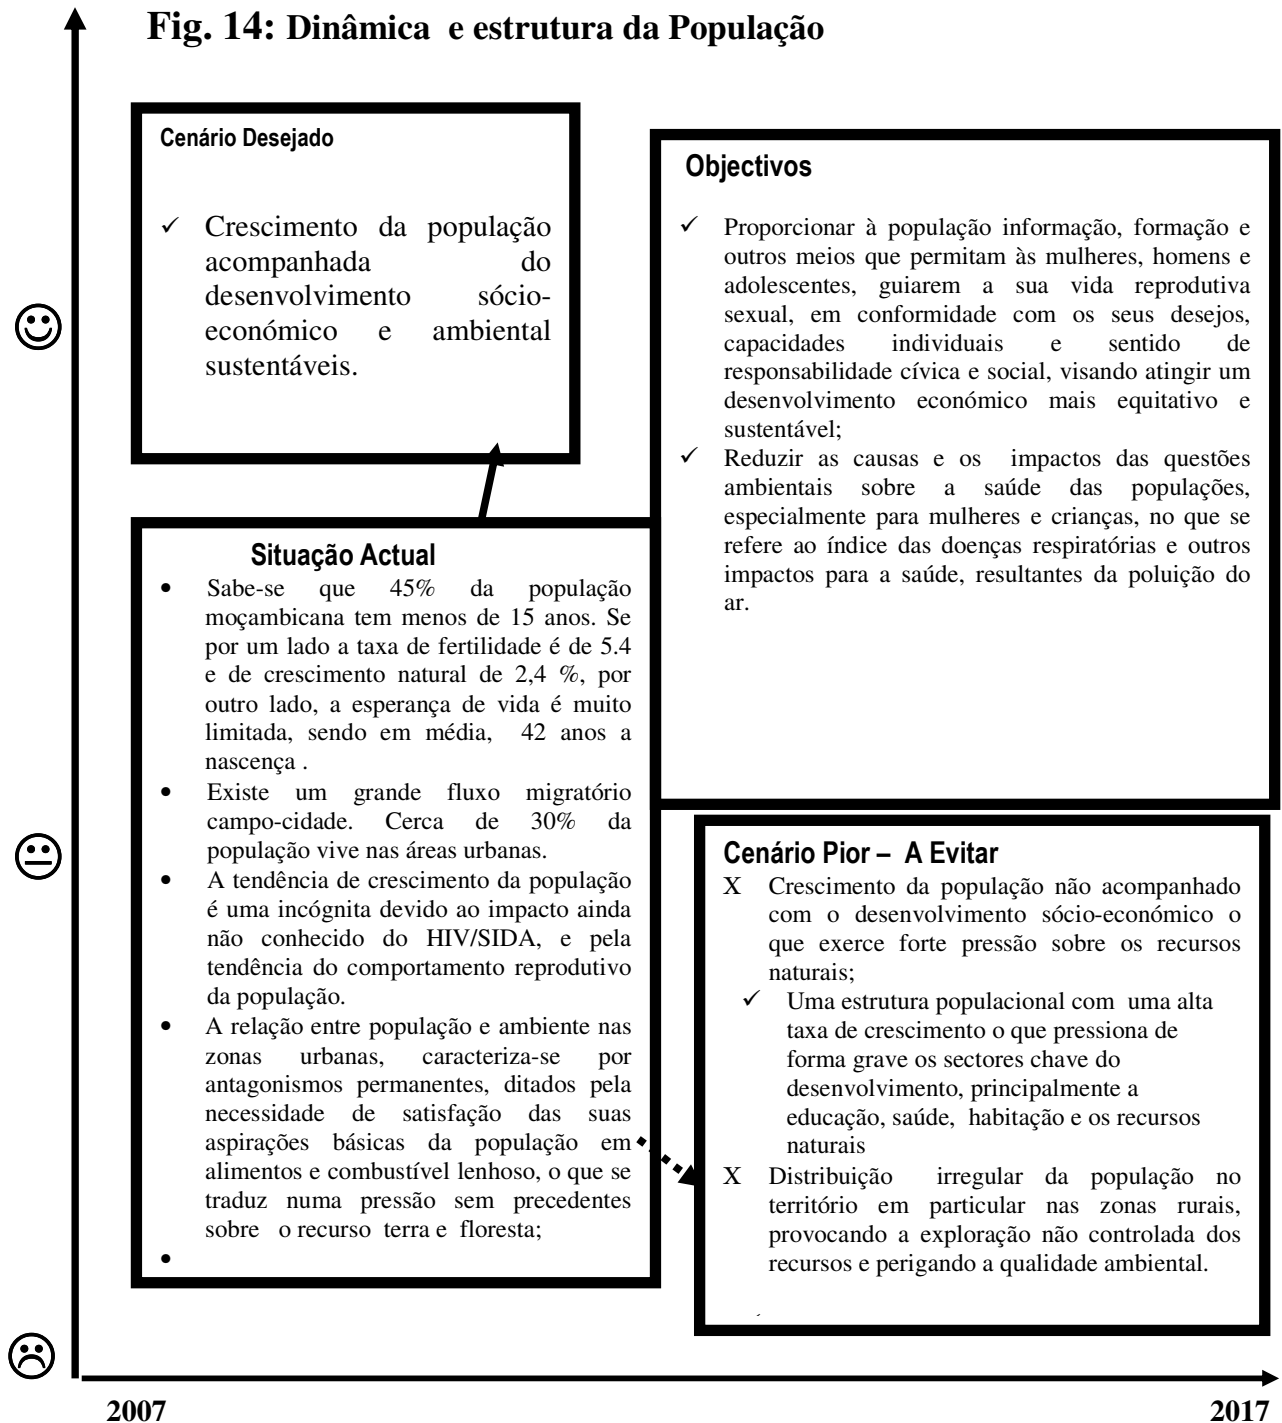 Fig. 14: Dinâmica e estrutura da População
Cenário Desejado
✓ Crescimento da população
acompanhada do
desenvolvimento sócio-
económico e ambiental
sustentáveis.
Objectivos
✓ Proporcionar à população informação, formação e
outros meios que permitam às mulheres, homens e
adolescentes, guiarem a sua vida reprodutiva
sexual, em conformidade com os seus desejos,
capacidades individuais e sentido de
responsabilidade cívica e social, visando atingir um
desenvolvimento económico mais equitativo e
sustentável;
✓ Reduzir as causas e os impactos das questões
ambientais sobre a saúde das populações,
especialmente para mulheres e crianças, no que se
refere ao índice das doenças respiratórias e outros
impactos para a saúde, resultantes da poluição do
ar.
Situação Actual
• Sabe-se que 45% da população
moçambicana tem menos de 15 anos. Se
por um lado a taxa de fertilidade é de 5.4
e de crescimento natural de 2,4 %, por
outro lado, a esperança de vida é muito
limitada, sendo em média, 42 anos a
nascença .
• Existe um grande fluxo migratório
campo-cidade. Cerca de 30% da
população vive nas áreas urbanas.
• A tendência de crescimento da população
é uma incógnita devido ao impacto ainda
não conhecido do HIV/SIDA, e pela
tendência do comportamento reprodutivo
da população.
• A relação entre população e ambiente nas
zonas urbanas, caracteriza-se por
antagonismos permanentes, ditados pela
necessidade de satisfação das suas
aspirações básicas da população em
alimentos e combustível lenhoso, o que se
traduz numa pressão sem precedentes
sobre o recurso terra e floresta;
•
Cenário Pior – A Evitar
X Crescimento da população não acompanhado
com o desenvolvimento sócio-económico o
que exerce forte pressão sobre os recursos
naturais;
✓ Uma estrutura populacional com uma alta
taxa de crescimento o que pressiona de
forma grave os sectores chave do
desenvolvimento, principalmente a
educação, saúde, habitação e os recursos
naturais
X Distribuição irregular da população no
território em particular nas zonas rurais,
provocando a exploração não controlada dos
recursos e perigando a qualidade ambiental.
2007
2017